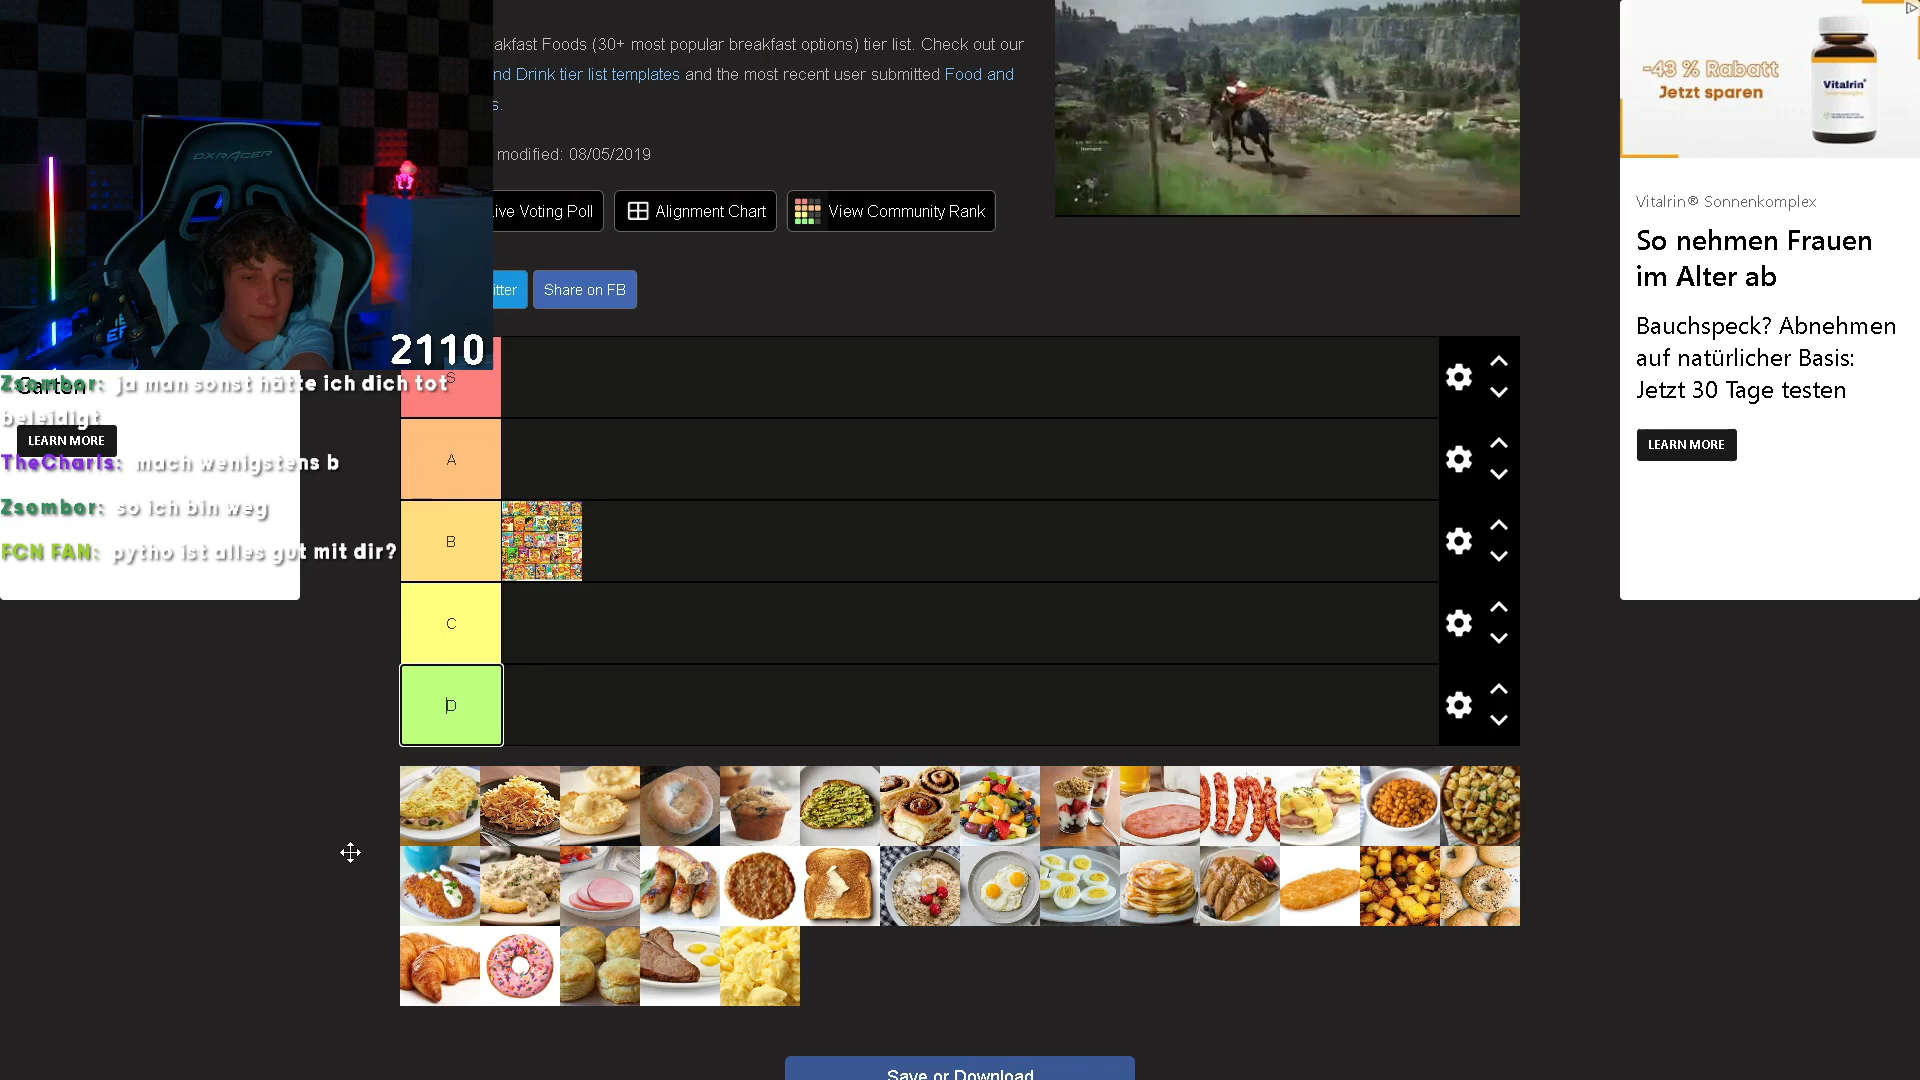 akfast Foods (30+ most popular breakfast options) tier list. Check out our
nd Drink tier list templates and the most recent user submitted Food and
s.
modified: 08/05/2019
ive Voting Poll
Alignment Chart
View Community Rank
itter
Share on FB
DXRACER
2110
Garten
LEARN MORE
Zsombor: ja man sonst hätte ich dich tot
beleidigt
TheCharls: mach wenigstens b
Zsombor: so ich bin weg
FCN FAN: pytho ist alles gut mit dir?
S
A
B
C
D
Save or Download
-43 % Rabatt
Jetzt sparen
Vitalrin®
Vitalrin® Sonnenkomplex
So nehmen Frauen
im Alter ab
Bauchspeck? Abnehmen
auf natürlicher Basis:
Jetzt 30 Tage testen
LEARN MORE